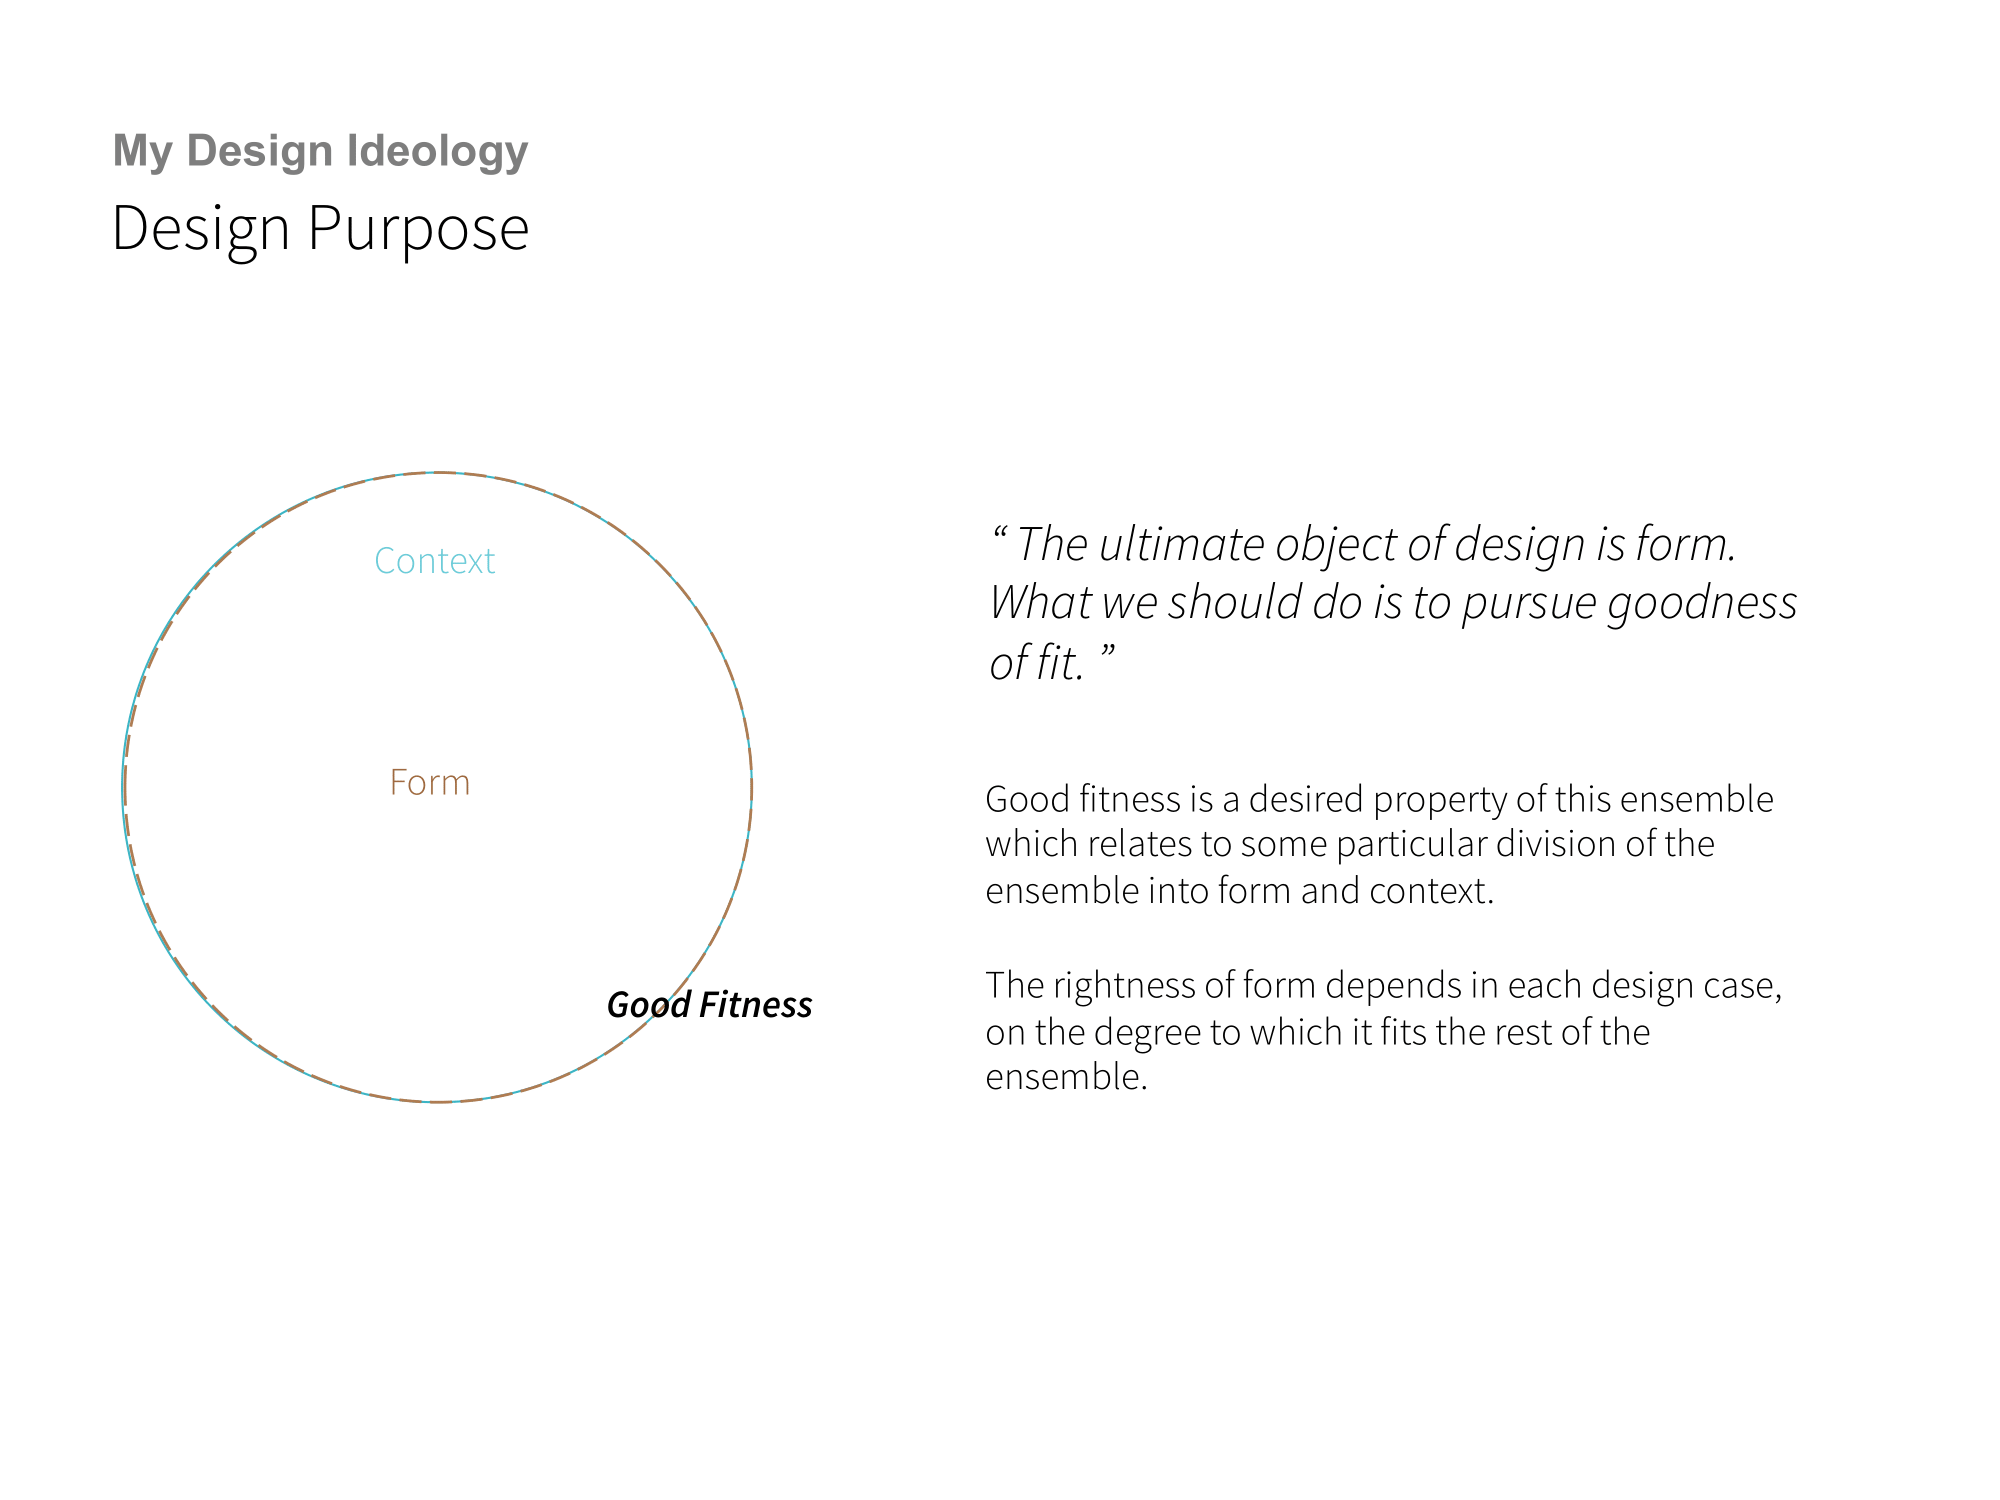 My Design Ideology
Design Purpose
Context
Form
Good Fitness
“ The ultimate object of design is form.
What we should do is to pursue goodness
of fit. ”
Good fitness is a desired property of this ensemble
which relates to some particular division of the
ensemble into form and context.
The rightness of form depends in each design case,
on the degree to which it fits the rest of the
ensemble.